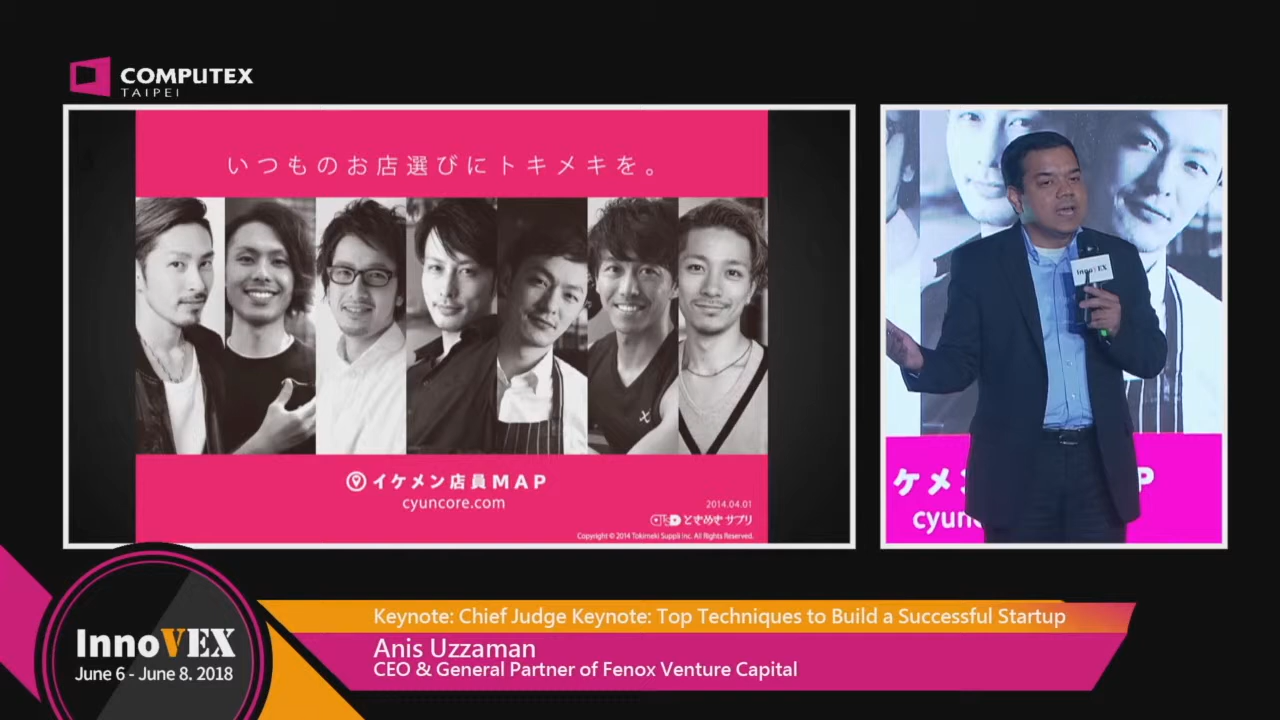 COMPUTEX
TAIPEI
いつものお店選びにトキメキを。
イケメン店員MAP
cyuncore.com
2014.04.01
ときめきサプリ
Copyright © 2014 Tokimeki Suppli Inc. All Rights Reserved.
InnoVEX
ケメ
P
cyun
InnoVEX
June 6 - June 8. 2018
Keynote: Chief Judge Keynote: Top Techniques to Build a Successful Startup
Anis Uzzaman
CEO & General Partner of Fenox Venture Capital